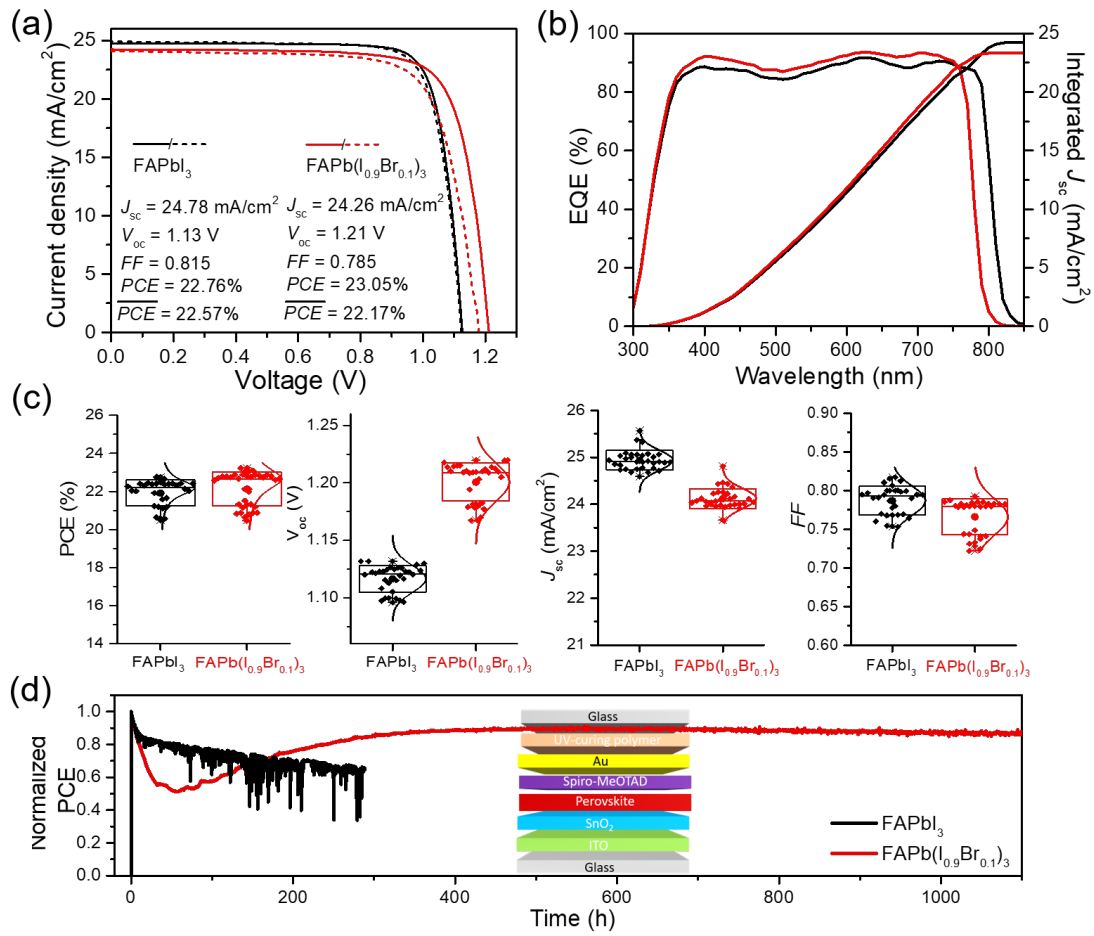 (a)
Current density (mA/cm²)
25
20
15
10
5
0
FAPbI₃
FAPb(I₀.₉Br₀.₁)₃
Jsc = 24.78 mA/cm²
Jsc = 24.26 mA/cm²
Voc = 1.13 V
Voc = 1.21 V
FF = 0.815
FF = 0.785
PCE = 22.76%
PCE = 23.05%
PCE = 22.57%
PCE = 22.17%
0.0 0.2 0.4 0.6 0.8 1.0 1.2
Voltage (V)
(b)
EQE (%)
100
80
60
40
20
0
25
20
15
10
5
0
Integrated Jsc (mA/cm²)
300 400 500 600 700 800
Wavelength (nm)
(c)
PCE (%)
26
24
23
22
21
20
18
16
14
FAPbI₃ FAPb(I₀.₉Br₀.₁)₃
Voc (V)
1.25
1.20
1.15
1.10
FAPbI₃ FAPb(I₀.₉Br₀.₁)₃
Jsc (mA/cm²)
26
25
24
23
22
21
FAPbI₃ FAPb(I₀.₉Br₀.₁)₃
FF
0.90
0.85
0.80
0.75
0.70
0.65
0.60
FAPbI₃ FAPb(I₀.₉Br₀.₁)₃
(d)
Normalized
PCE
1.0
0.8
0.6
0.4
0.2
0.0
Glass
UV-curing polymer
Au
Spiro-MeOTAD
Perovskite
SnO₂
ITO
Glass
FAPbI₃
FAPb(I₀.₉Br₀.₁)₃
0 200 400 600 800 1000
Time (h)